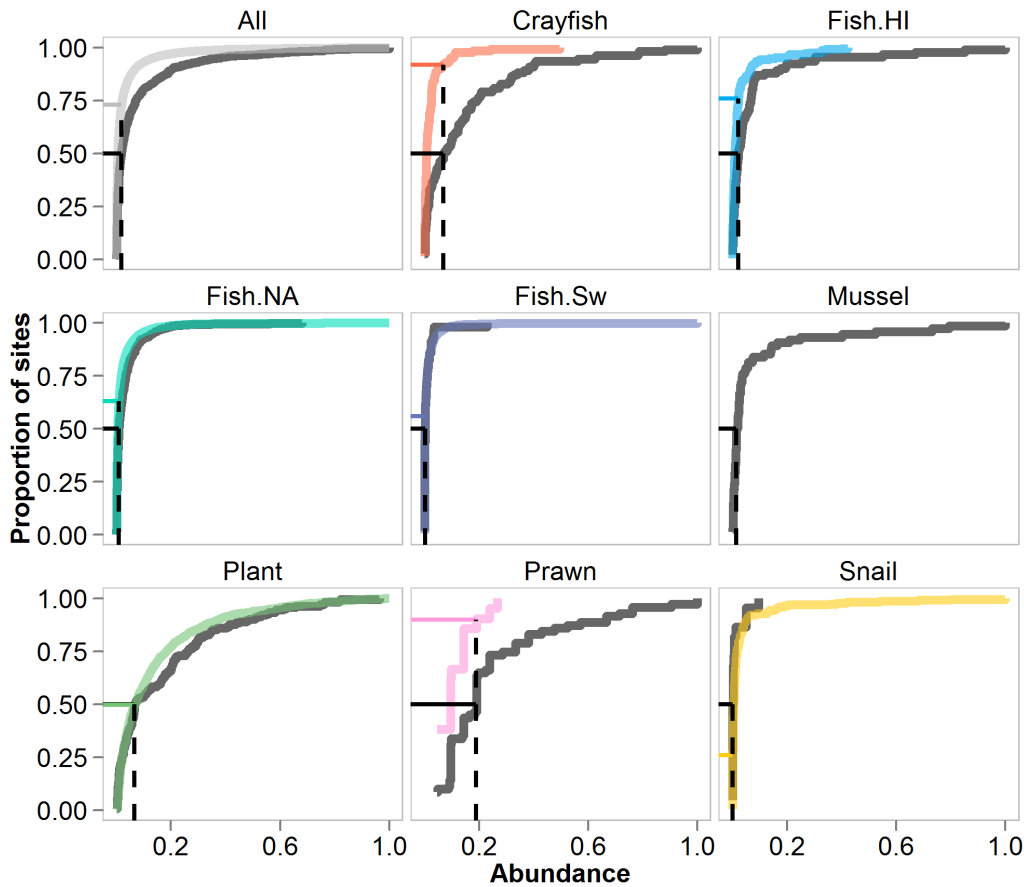 All Crayfish Fish.HI
1.00
0.75
0.50
0.25
0.00
Fish.NA Fish.Sw Mussel
1.00
0.75
0.50
0.25
0.00
Proportion of sites
Plant Prawn Snail
1.00
0.75
0.50
0.25
0.00
0.2 0.6 1.0 0.2 0.6 1.0 0.2 0.6 1.0
Abundance